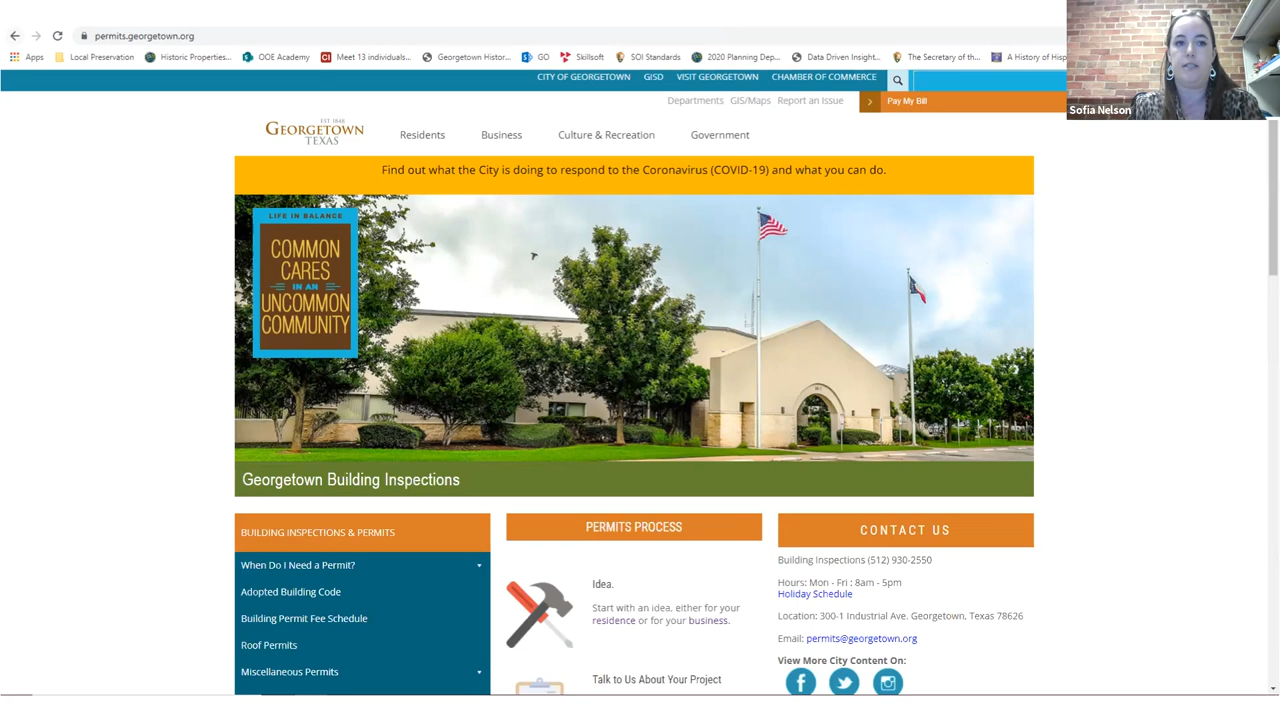 permits.georgetown.org
Apps Local Preservation Historic Properties... OOE Academy Meet 13 individuals... Georgetown Histor... GO Skillsoft SOI Standards 2020 Planning Dep... Data Driven Insight... The Secretary of th... A History of Hisp
CITY OF GEORGETOWN GISD VISIT GEORGETOWN CHAMBER OF COMMERCE
Departments GIS/Maps Report an Issue Pay My Bill
Sofia Nelson
EST 1848
GEORGETOWN
TEXAS
Residents Business Culture & Recreation Government
Find out what the City is doing to respond to the Coronavirus (COVID-19) and what you can do.
LIFE IN BALANCE
COMMON
CARES
IN AN
UNCOMMON
COMMUNITY
Georgetown Building Inspections
BUILDING INSPECTIONS & PERMITS
When Do I Need a Permit?
Adopted Building Code
Building Permit Fee Schedule
Roof Permits
Miscellaneous Permits
PERMITS PROCESS
Idea.
Start with an idea, either for your
residence or for your business.
Talk to Us About Your Project
CONTACT US
Building Inspections (512) 930-2550
Hours: Mon - Fri : 8am - 5pm
Holiday Schedule
Location: 300-1 Industrial Ave. Georgetown, Texas 78626
Email: permits@georgetown.org
View More City Content On: